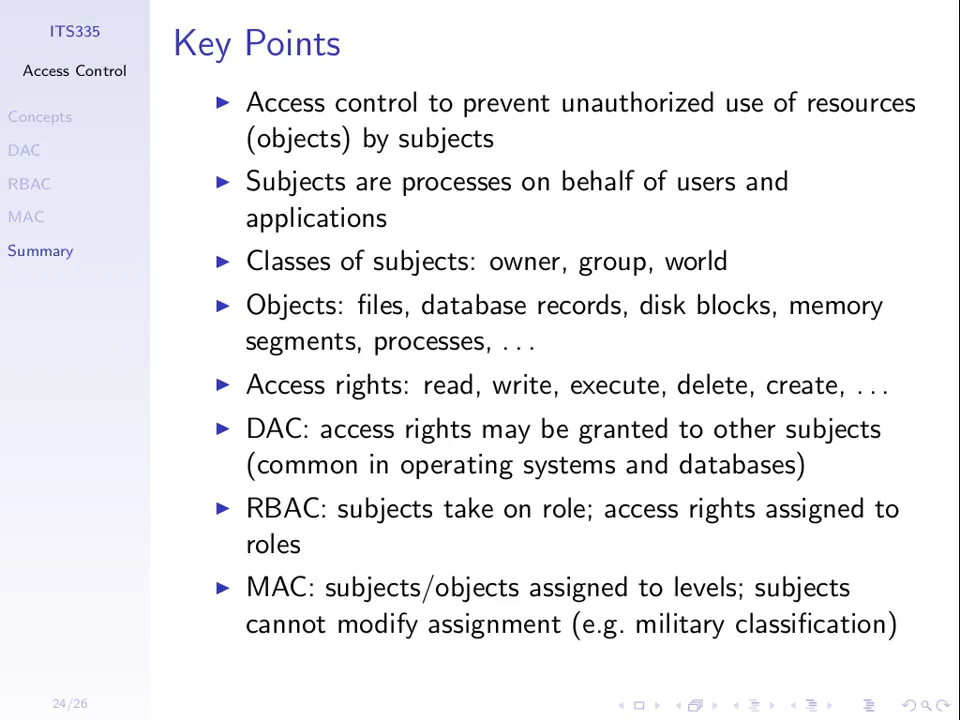 ITS335
Access Control
Concepts
DAC
RBAC
MAC
Summary
Key Points
Access control to prevent unauthorized use of resources
(objects) by subjects
Subjects are processes on behalf of users and
applications
Classes of subjects: owner, group, world
Objects: files, database records, disk blocks, memory
segments, processes, . . .
Access rights: read, write, execute, delete, create, . . .
DAC: access rights may be granted to other subjects
(common in operating systems and databases)
RBAC: subjects take on role; access rights assigned to
roles
MAC: subjects/objects assigned to levels; subjects
cannot modify assignment (e.g. military classification)
24/26